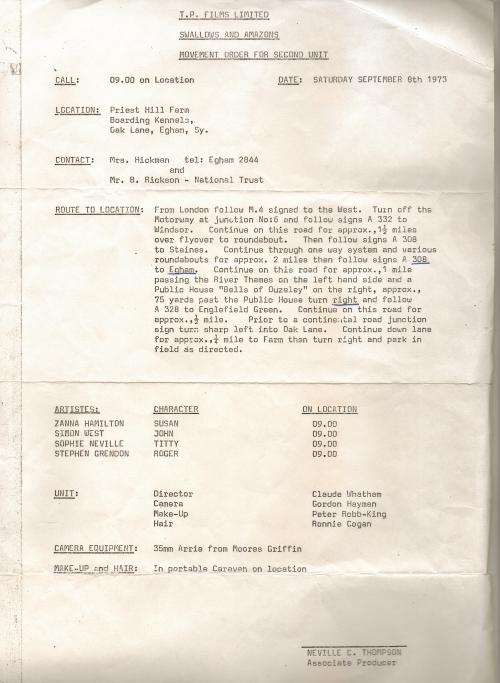 T.P. FILMS LIMITED
SWALLOWS AND AMAZONS
MOVEMENT ORDER FOR SECOND UNIT
CALL: 09.00 on Location DATE: SATURDAY SEPTEMBER 8th 1973
LOCATION: Priest Hill Farm
Boarding Kennels,
Oak Lane, Egham, Sy.
CONTACT: Mrs. Hickman tel: Egham 2844
and
Mr. B. Rickson - National Trust
ROUTE TO LOCATION: From London follow M.4 signed to the West. Turn off the
Motorway at junction No:6 and follow signs A 332 to
Windsor. Continue on this road for approx.,1½ miles
over flyover to roundabout. Then follow signs A 308
to Staines. Continue through one way system and various
roundabouts for approx. 2 miles then follow signs A 308
to Egham. Continue on this road for approx.,1 mile
passing the River Thames on the left hand side and a
Public House "Bells of Ouzeley" on the right, approx.,
75 yards past the Public House turn right and follow
A 328 to Englefield Green. Continue on this road for
approx.,½ mile. Prior to a continental road junction
sign turn sharp left into Oak Lane. Continue down lane
for approx.,¼ mile to Farm then turn right and park in
field as directed.
ARTISTES: CHARACTER ON LOCATION
ZANNA HAMILTON SUSAN 09.00
SIMON WEST JOHN 09.00
SOPHIE NEVILLE TITTY 09.00
STEPHEN GRENDON ROGER 09.00
UNIT: Director Claude Whatham
Camera Gordon Hayman
Make-Up Peter Robb-King
Hair Ronnie Cogan
CAMERA EQUIPMENT: 35mm Arrie from Moores Griffin
MAKE-UP and HAIR: In portable Caravan on location
NEVILLE C. THOMPSON
Associate Producer